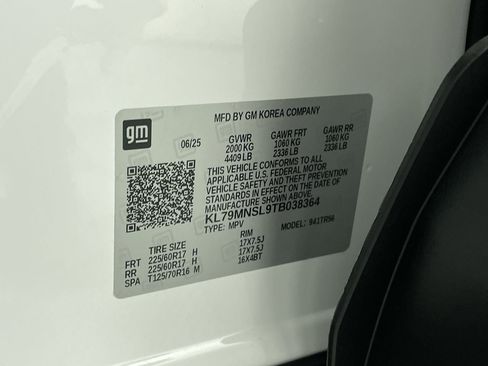 MFD BY GM KOREA COMPANY
gm
06/25 GVWR GAWR FRT GAWR RR
2000 KG 1060 KG 1060 KG
4409 LB 2336 LB 2336 LB
THIS VEHICLE CONFORMS TO ALL
APPLICABLE U.S. FEDERAL MOTOR
VEHICLE SAFETY AND THEFT PREVENTION
STANDARDS IN EFFECT ON THE DATE
OF MANUFACTURE SHOWN ABOVE.
KL79MNSL9TB038364
TYPE: MPV MODEL: 9417R56
TIRE SIZE RIM
FRT 225/60R17 H 17X7.5J
RR 225/60R17 H 17X7.5J
SPA T125/70R16 M 16X4BT